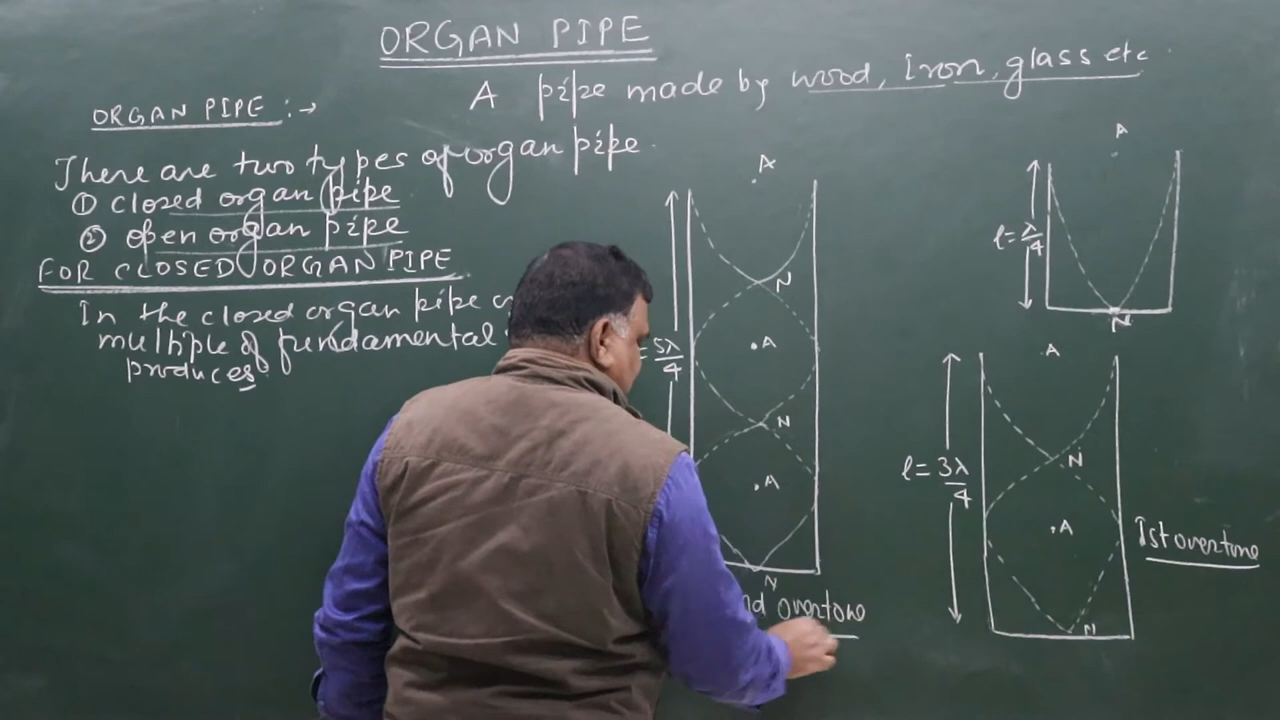 ORGAN PIPE
A pipe made by wood, Iron, glass etc
ORGAN PIPE :→
There are two types of organ pipe.
① closed organ pipe
② open organ pipe
FOR CLOSED ORGAN PIPE
In the closed organ pipe
multiple of fundamental
produces
A
N
A
N
A
N
= 5λ/4
overtone
A
l = λ/4
N
A
N
A
N
l = 3λ/4
1st overtone